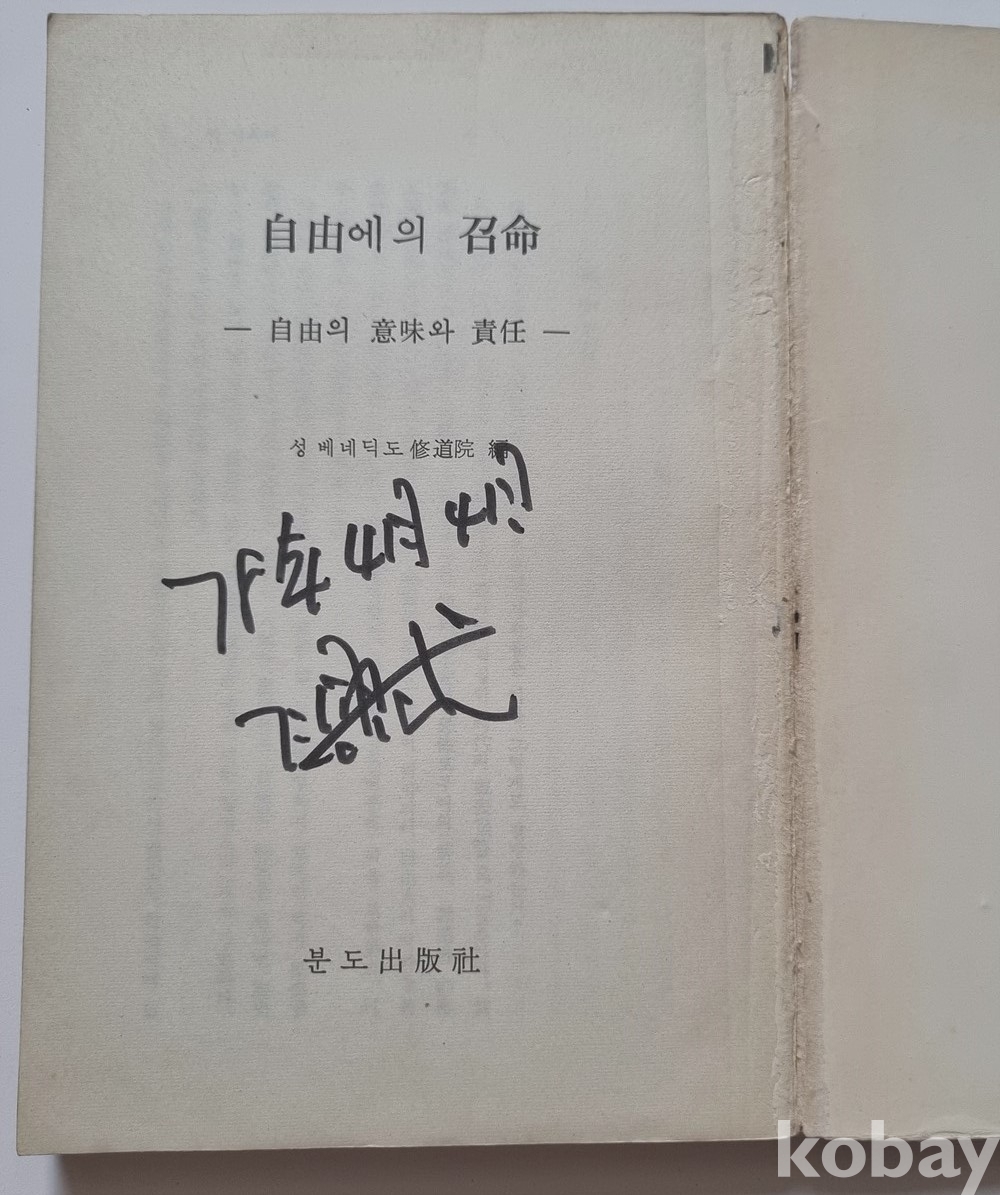 自由에의 召命
— 自由의 意味와 責任 —
성 베네딕도 修道院 編
분도出版社
kobay